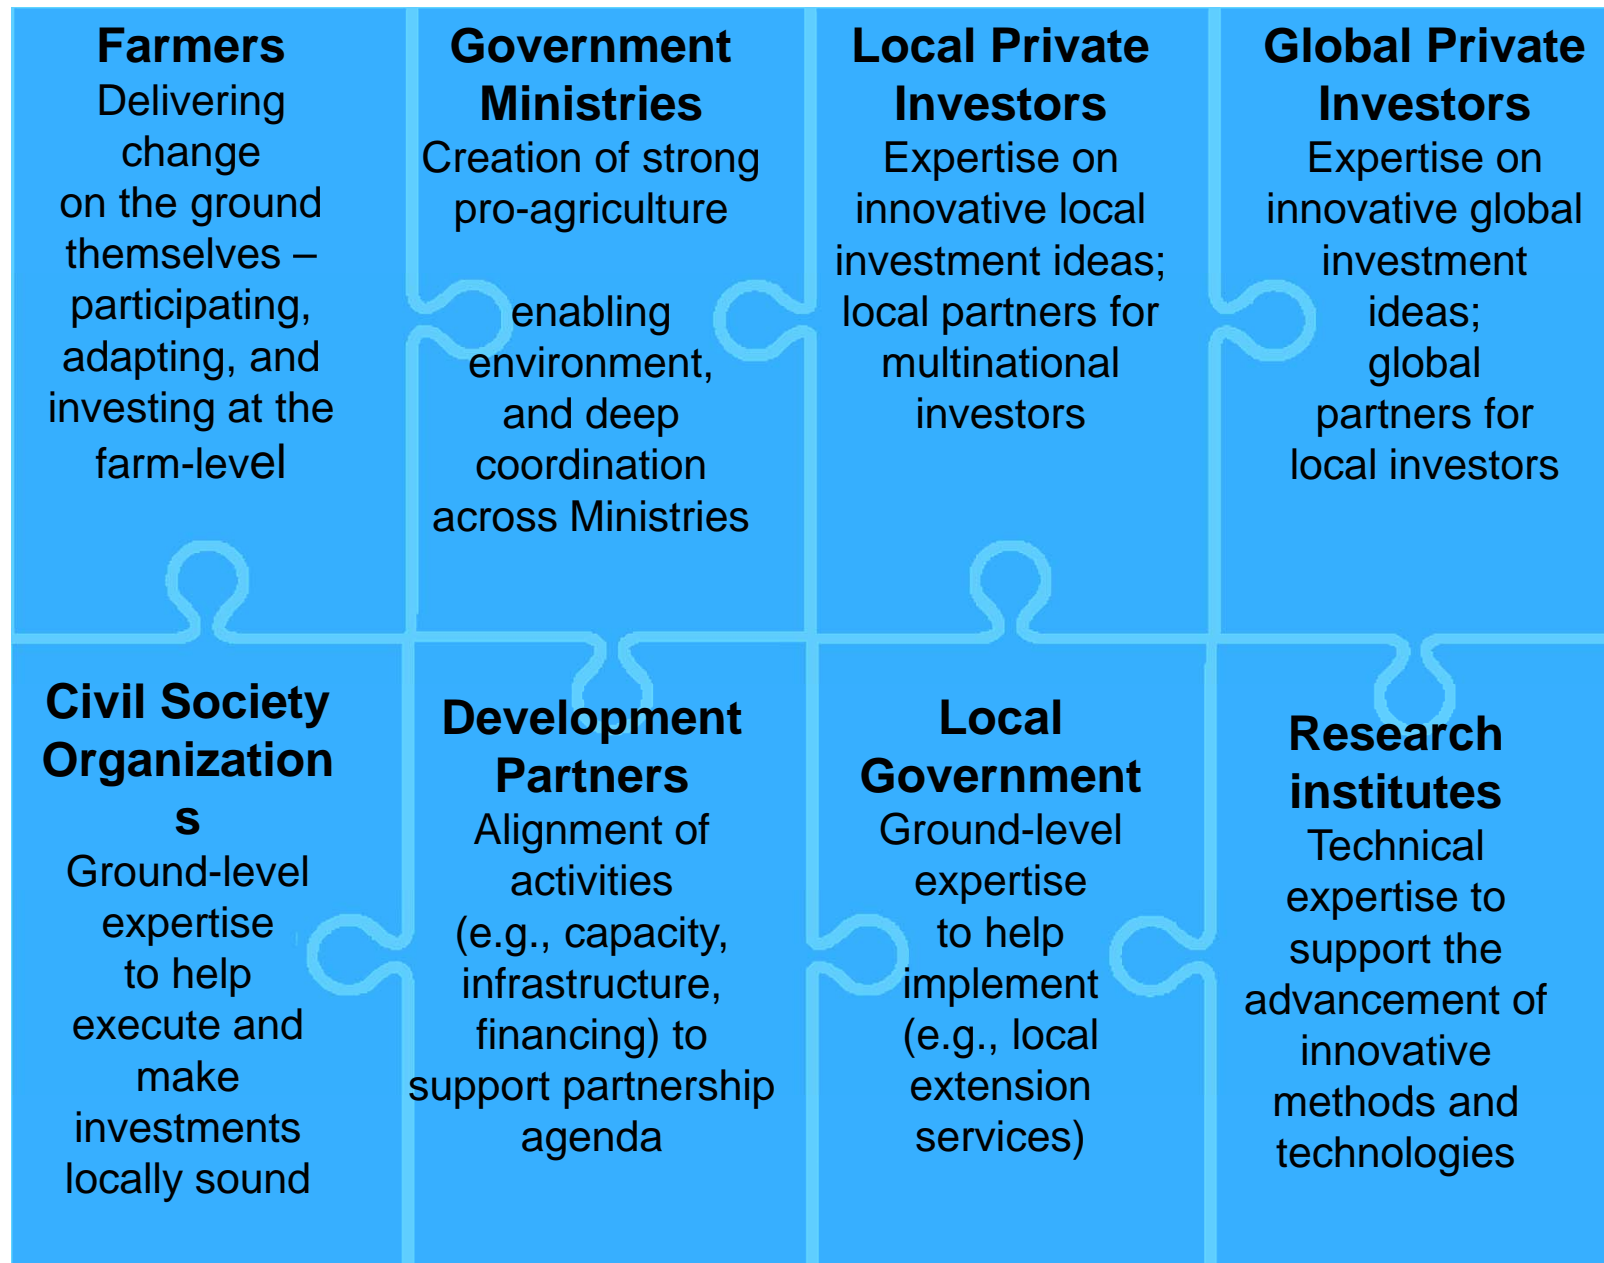 Farmers
Delivering
change
on the ground
themselves –
participating,
adapting, and
investing at the
farm-level
Government
Ministries
Creation of strong
pro-agriculture
enabling
environment,
and deep
coordination
across Ministries
Local Private
Investors
Expertise on
innovative local
investment ideas;
local partners for
multinational
investors
Global Private
Investors
Expertise on
innovative global
investment
ideas;
global
partners for
local investors
Civil Society
Organization
s
Ground-level
expertise
to help
execute and
make
investments
locally sound
Development
Partners
Alignment of
activities
(e.g., capacity,
infrastructure,
financing) to
support partnership
agenda
Local
Government
Ground-level
expertise
to help
implement
(e.g., local
extension
services)
Research
institutes
Technical
expertise to
support the
advancement of
innovative
methods and
technologies